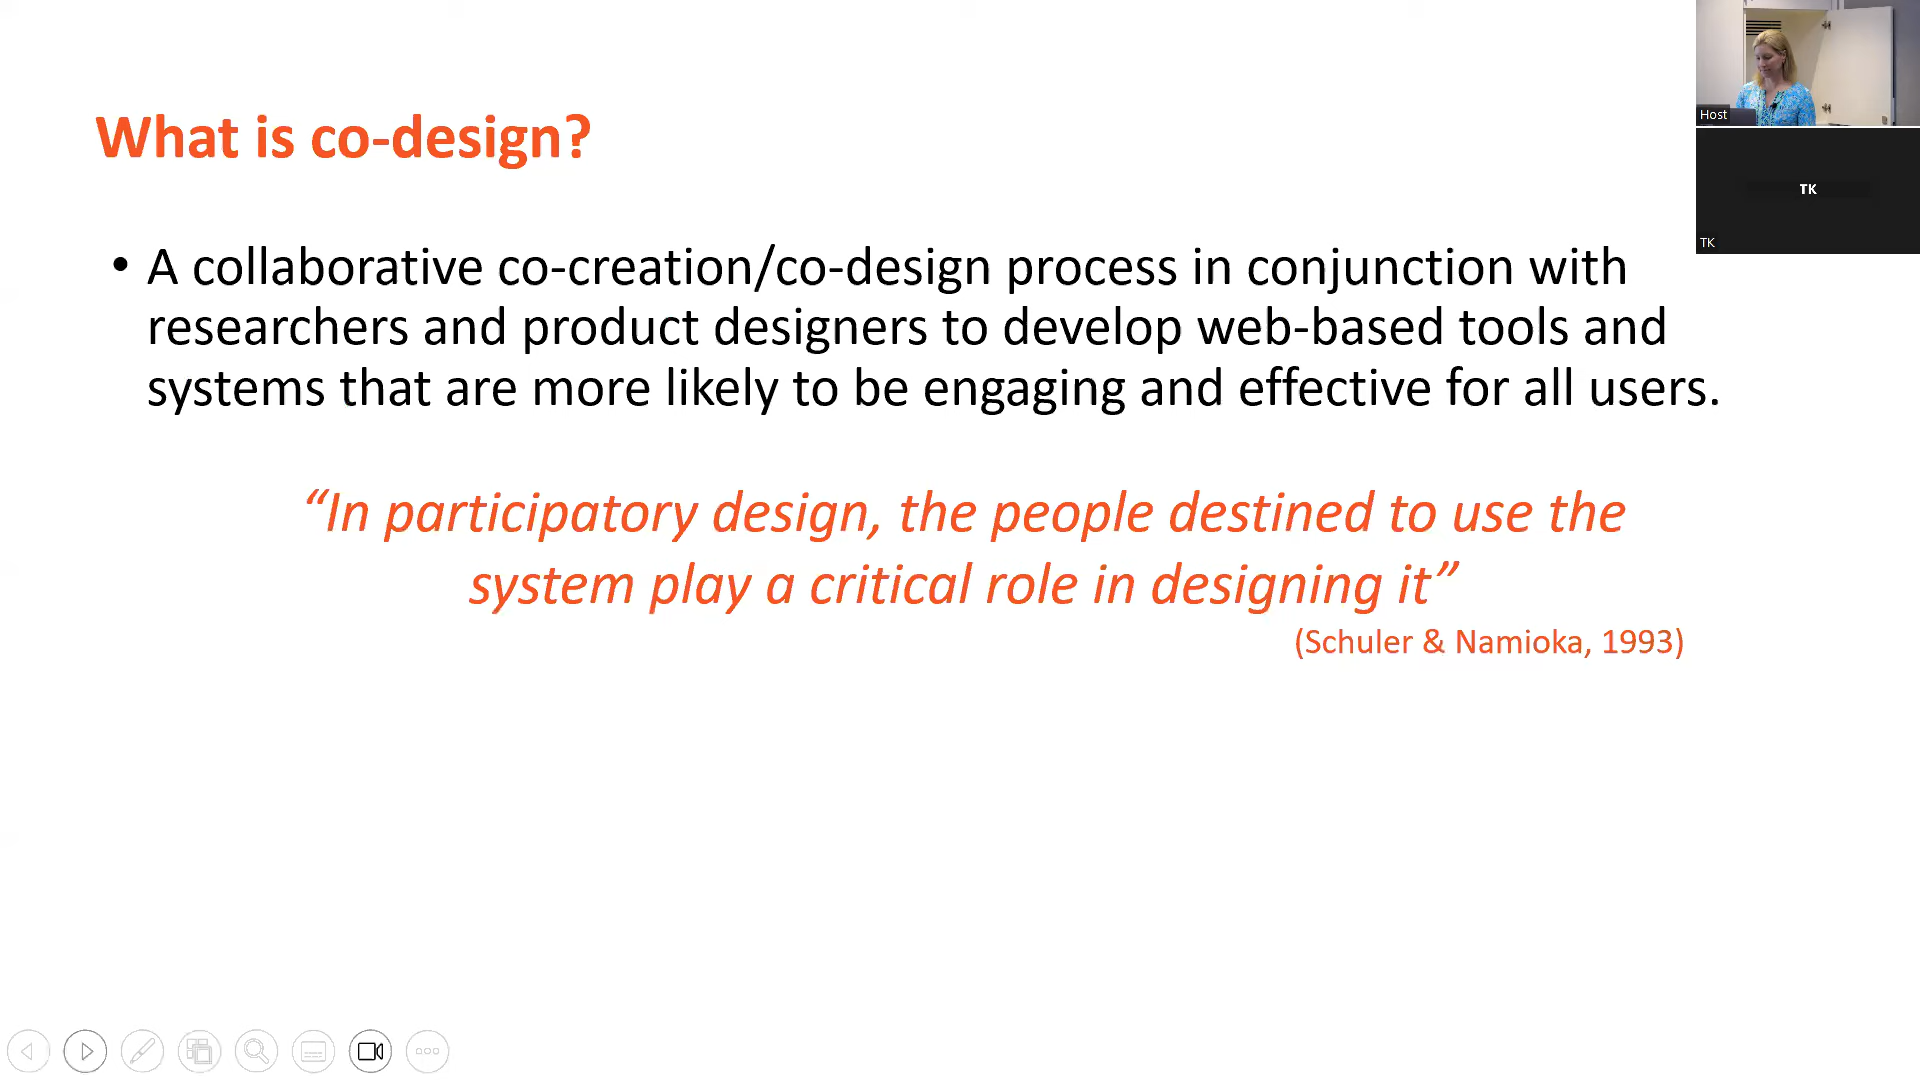 What is co-design?
• A collaborative co-creation/co-design process in conjunction with
researchers and product designers to develop web-based tools and
systems that are more likely to be engaging and effective for all users.
“In participatory design, the people destined to use the
system play a critical role in designing it”
(Schuler & Namioka, 1993)
Host
TK
TK